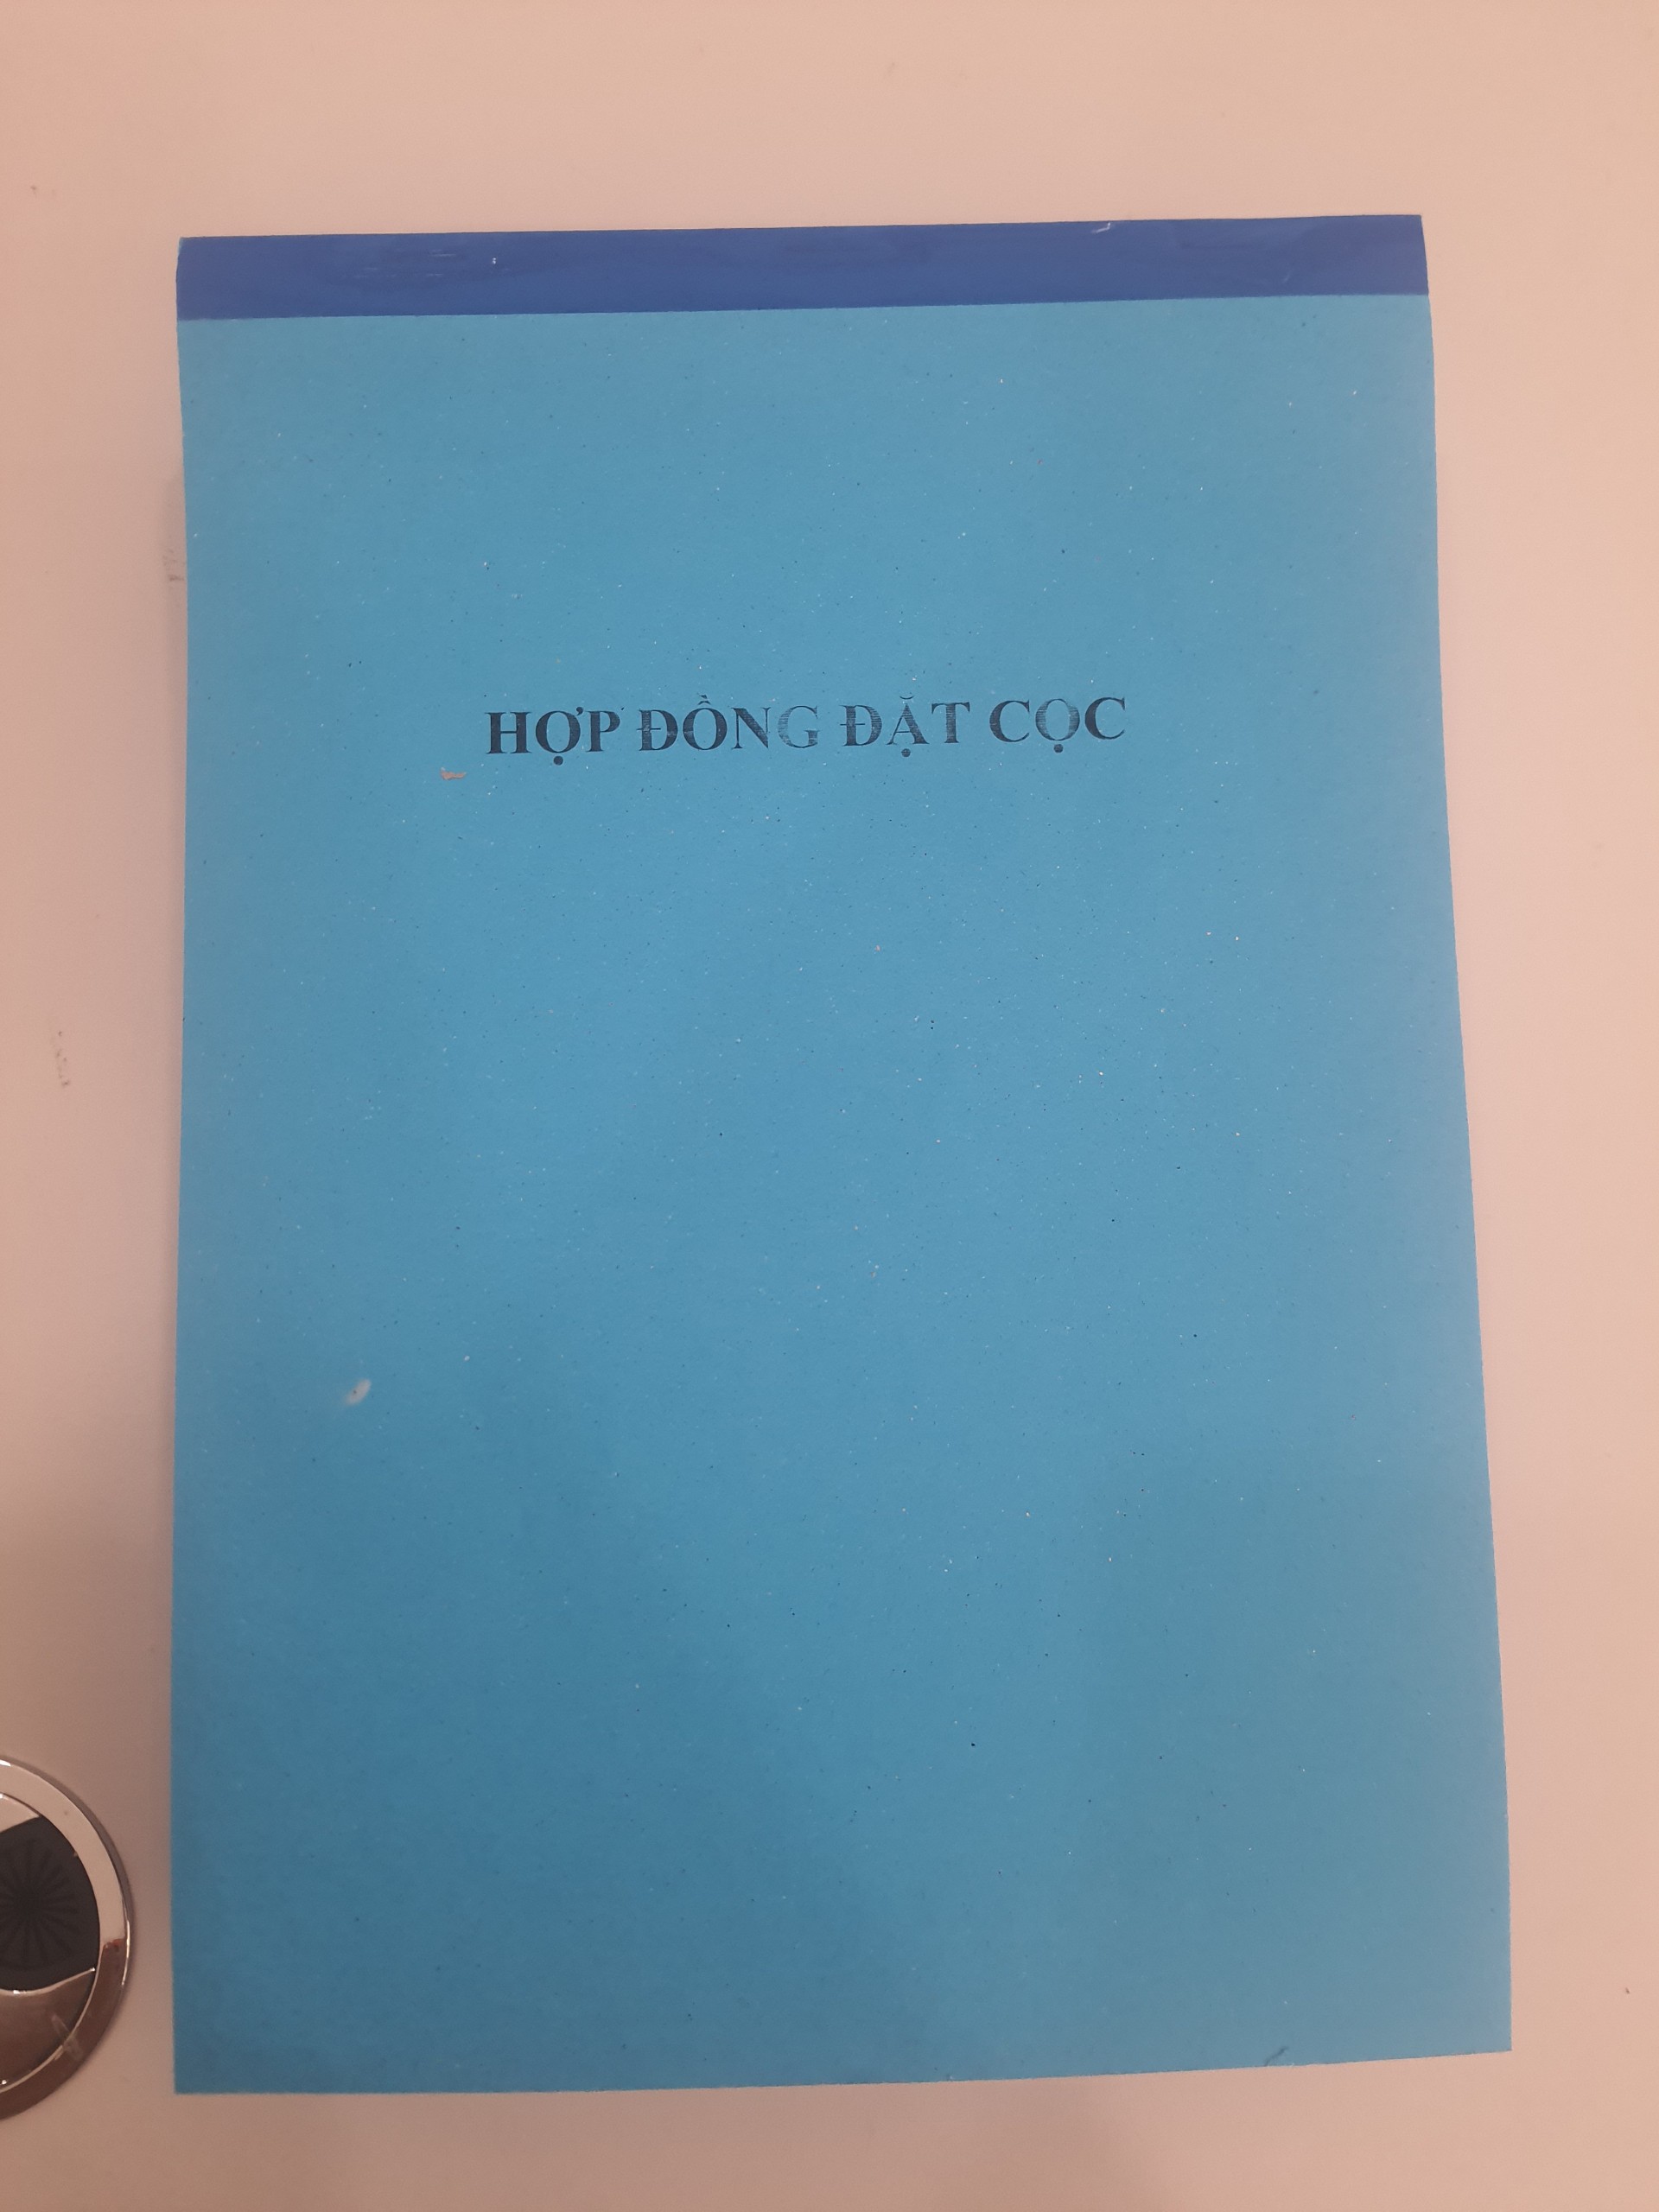 HỢP ĐỒNG ĐẶT CỌC